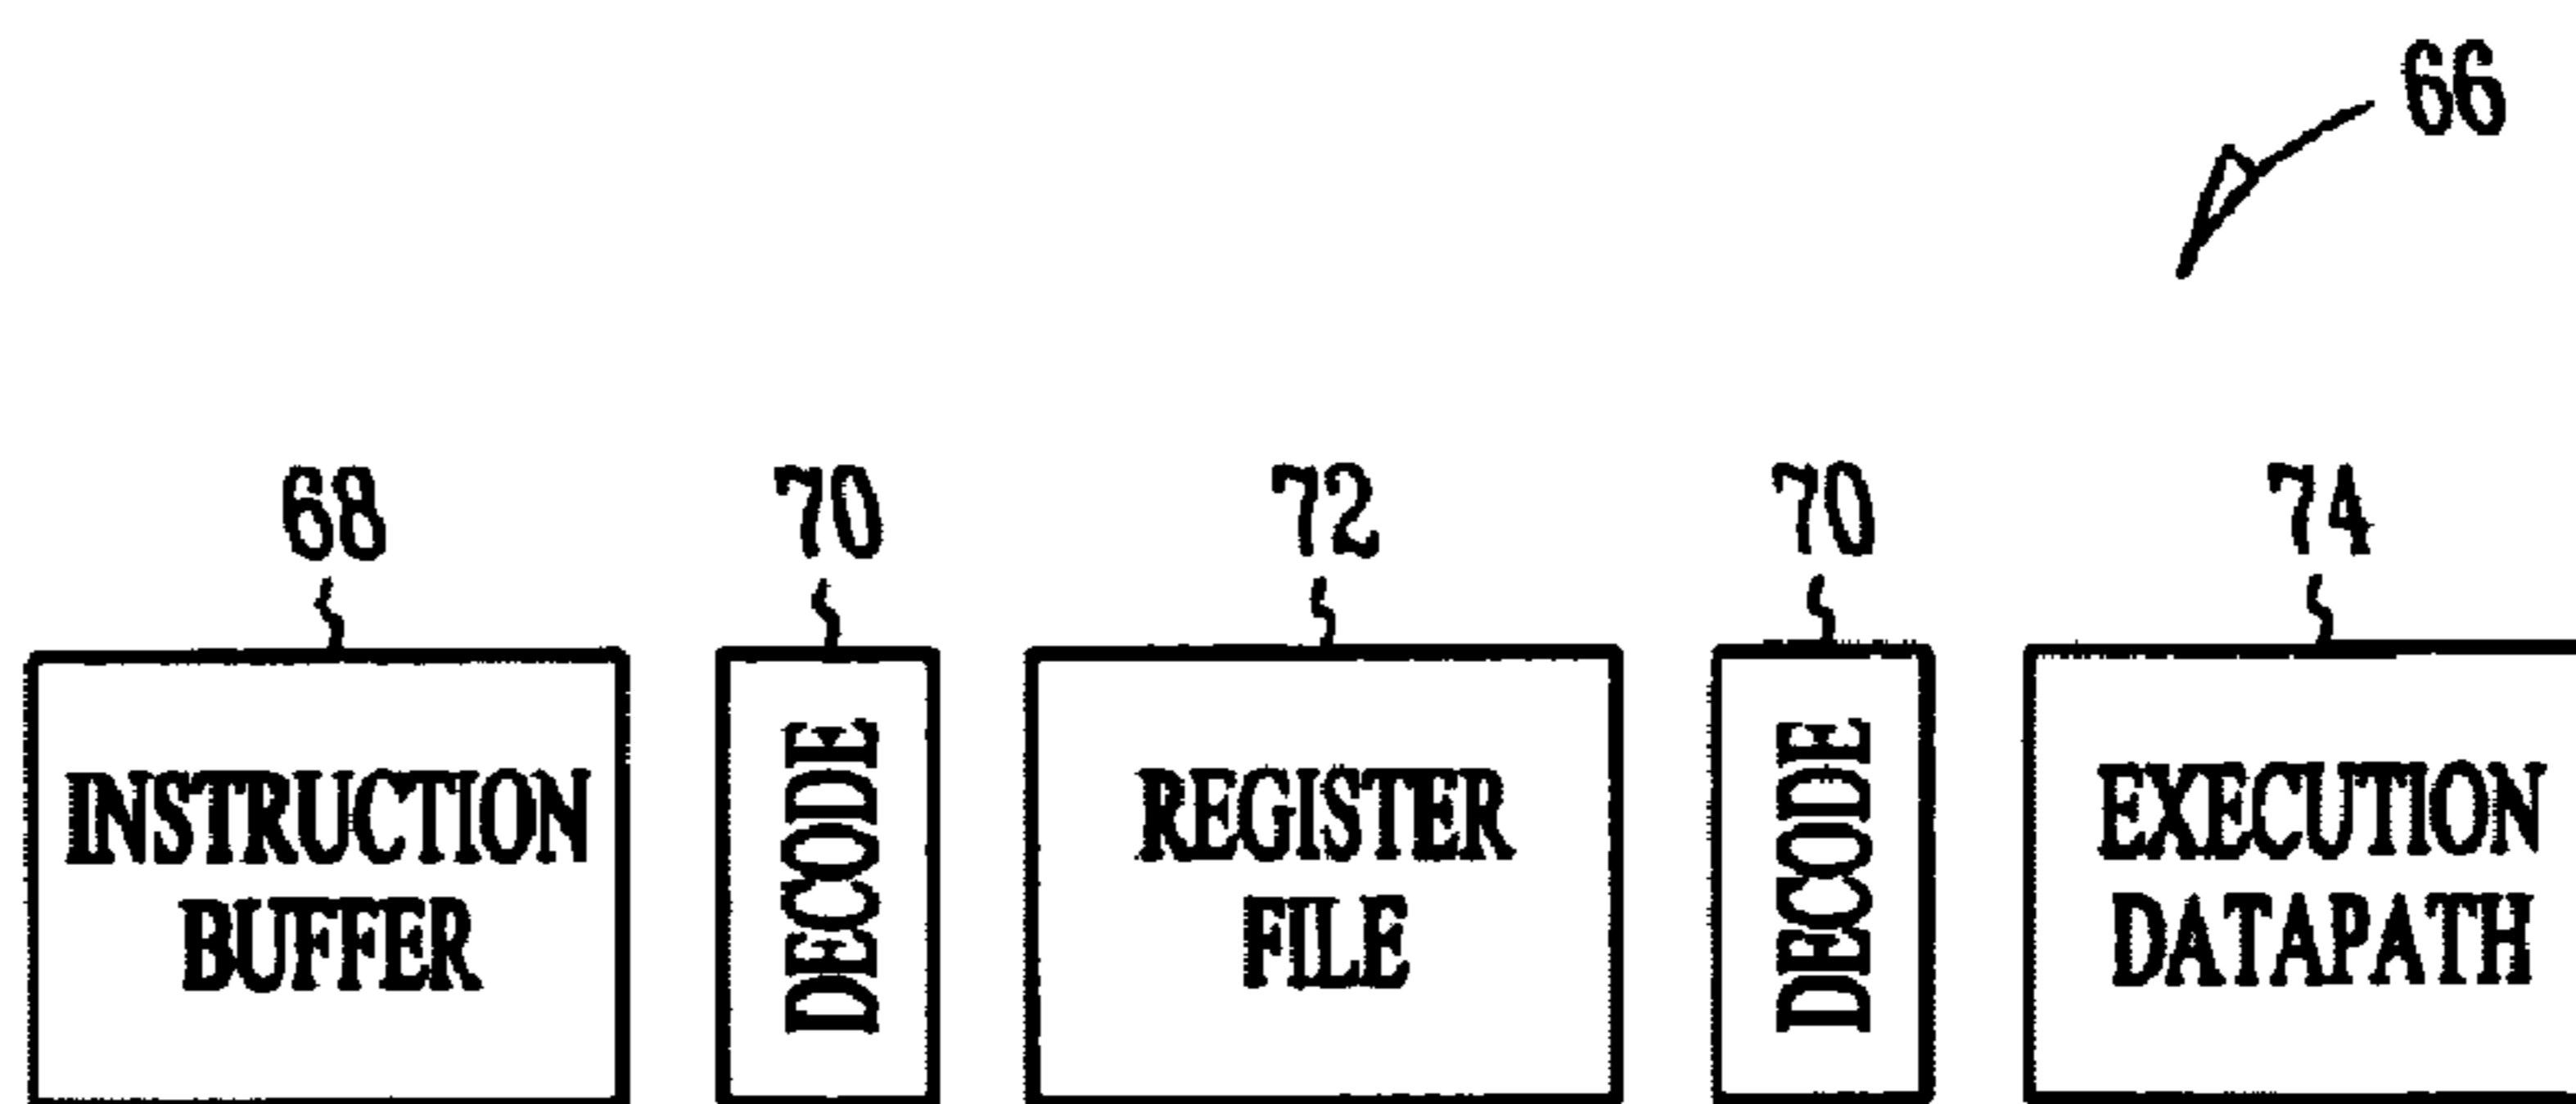 66
68
70
72
70
74
INSTRUCTION
BUFFER
DECODE
REGISTER
FILE
DECODE
EXECUTION
DATAPATH